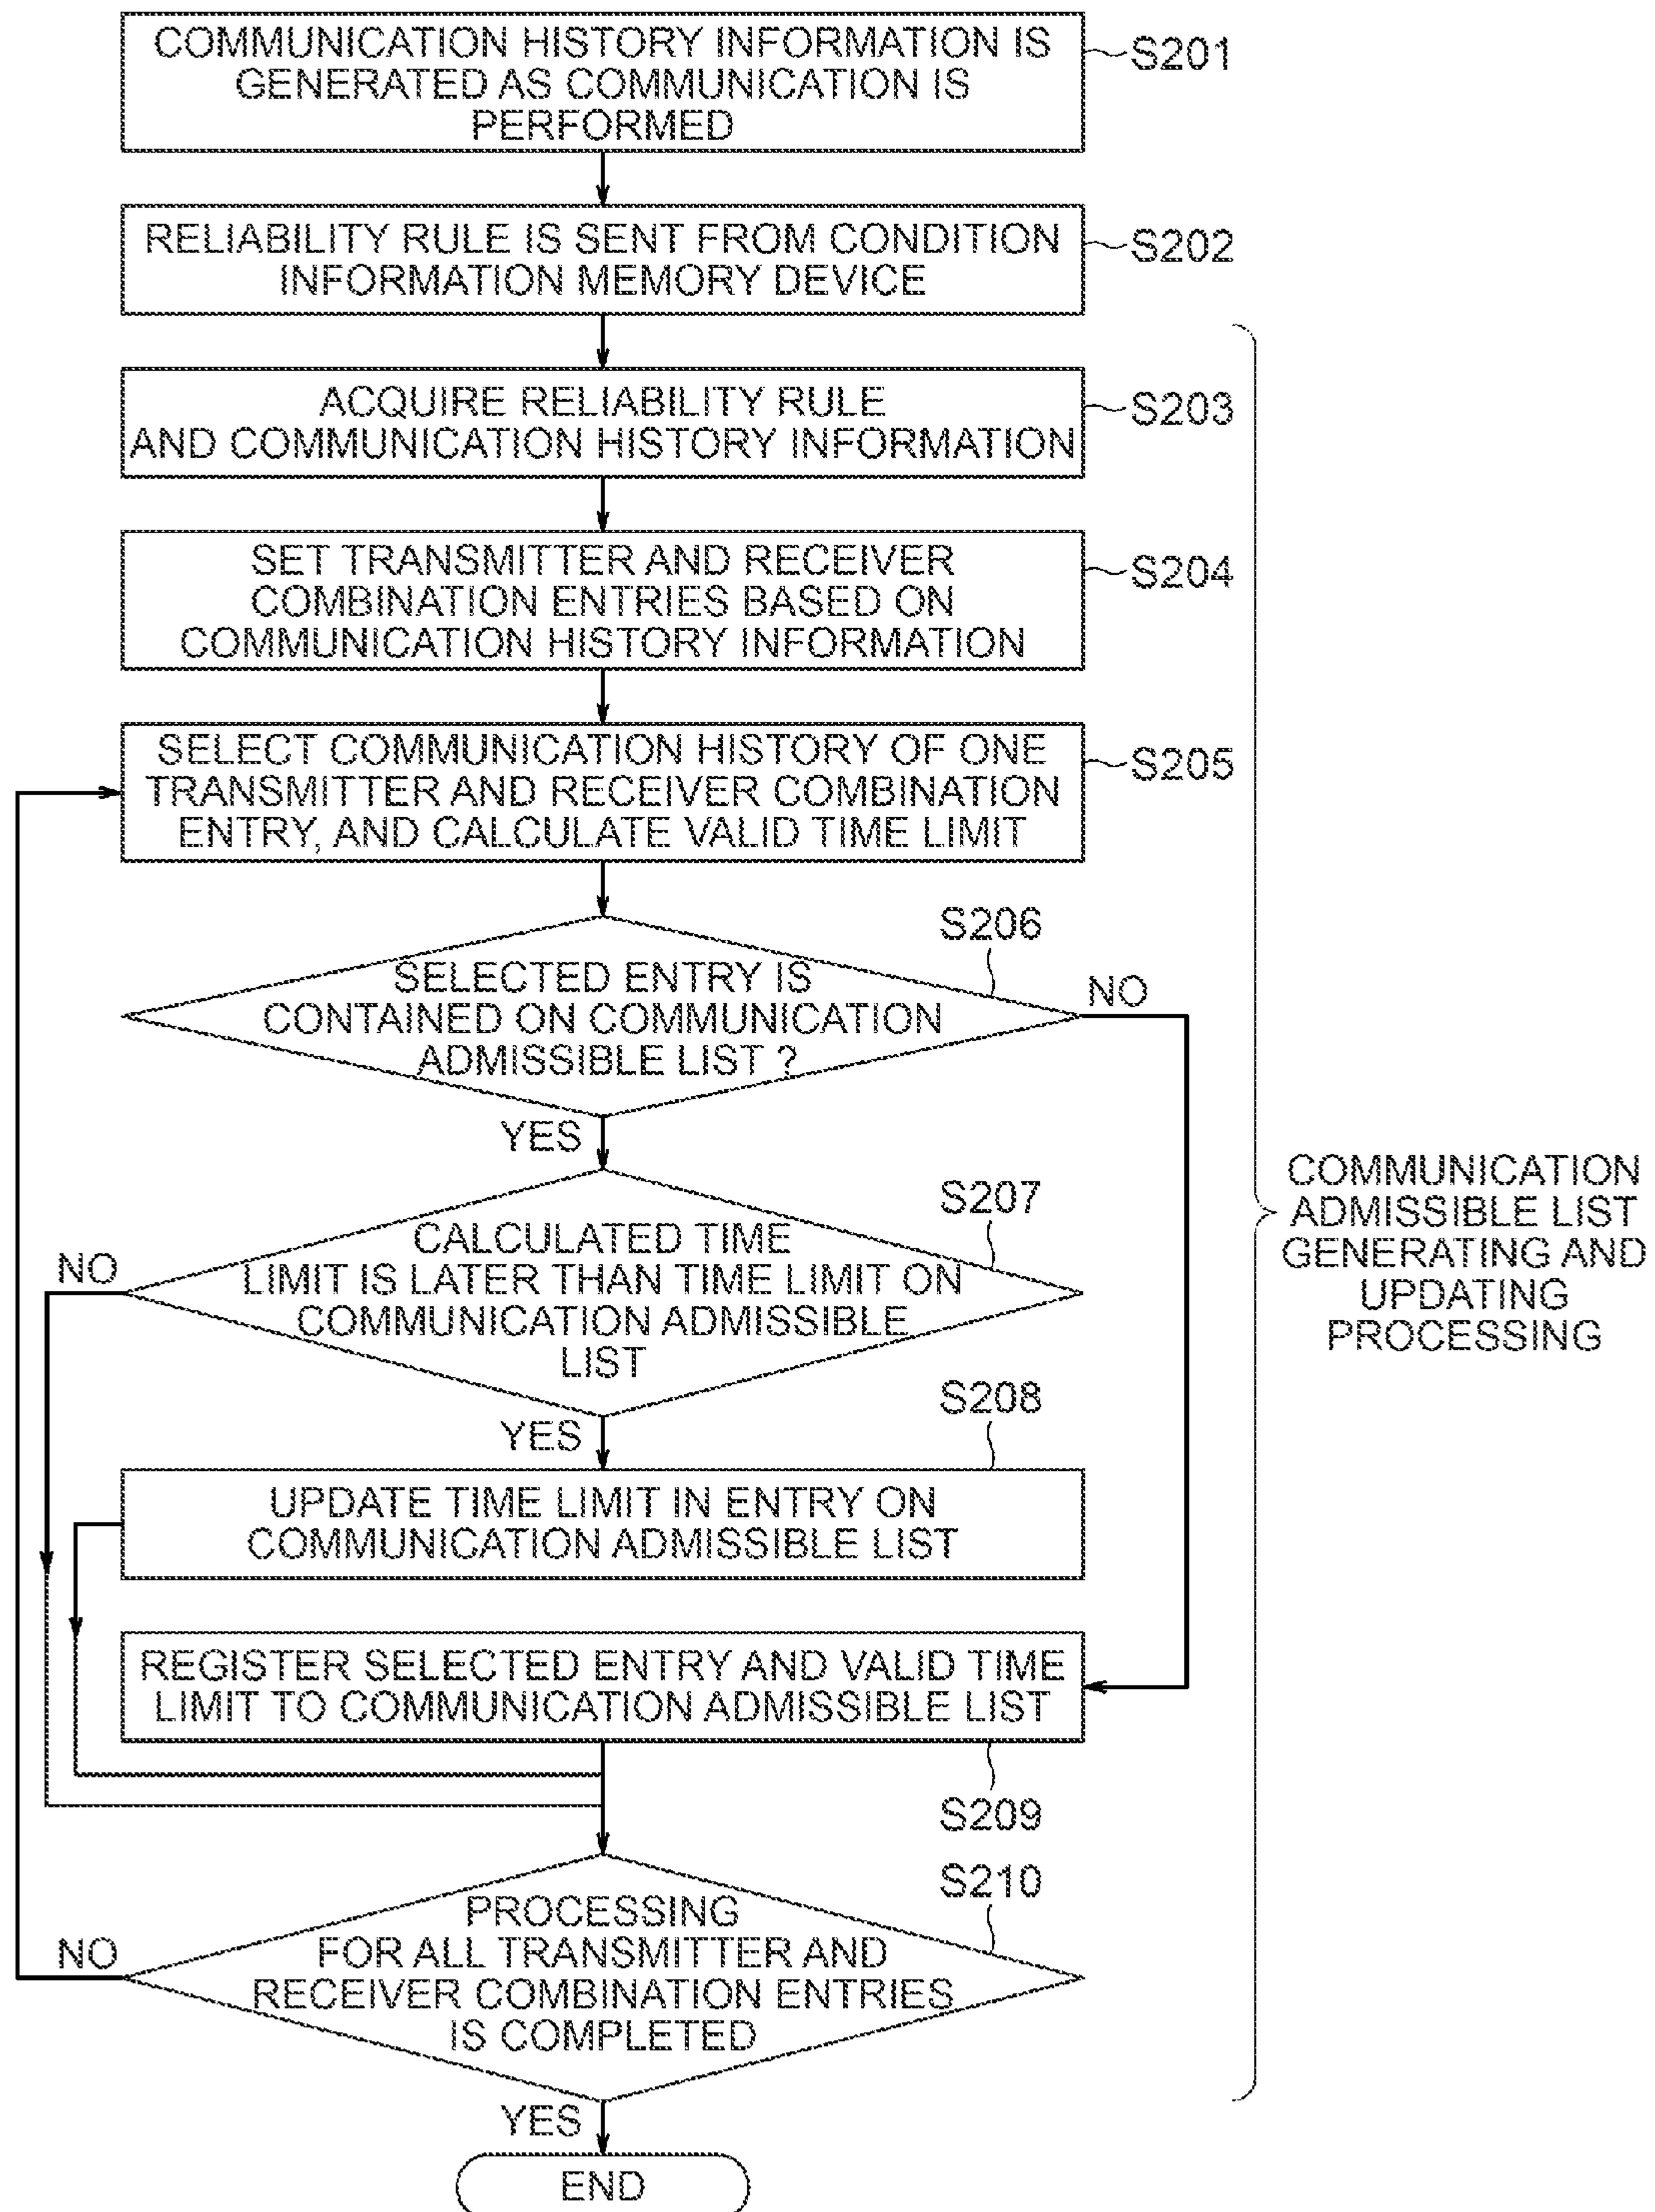 COMMUNICATION HISTORY INFORMATION IS
GENERATED AS COMMUNICATION IS
PERFORMED
S201
RELIABILITY RULE IS SENT FROM CONDITION
INFORMATION MEMORY DEVICE
S202
ACQUIRE RELIABILITY RULE
AND COMMUNICATION HISTORY INFORMATION
S203
SET TRANSMITTER AND RECEIVER
COMBINATION ENTRIES BASED ON
COMMUNICATION HISTORY INFORMATION
S204
SELECT COMMUNICATION HISTORY OF ONE
TRANSMITTER AND RECEIVER COMBINATION
ENTRY, AND CALCULATE VALID TIME LIMIT
S205
S206
SELECTED ENTRY IS
CONTAINED ON COMMUNICATION
ADMISSIBLE LIST ?
NO
YES
S207
CALCULATED TIME
LIMIT IS LATER THAN TIME LIMIT ON
COMMUNICATION ADMISSIBLE
LIST
NO
YES
S208
UPDATE TIME LIMIT IN ENTRY ON
COMMUNICATION ADMISSIBLE LIST
REGISTER SELECTED ENTRY AND VALID TIME
LIMIT TO COMMUNICATION ADMISSIBLE LIST
S209
S210
PROCESSING
FOR ALL TRANSMITTER AND
RECEIVER COMBINATION ENTRIES
IS COMPLETED
NO
YES
END
COMMUNICATION
ADMISSIBLE LIST
GENERATING AND
UPDATING
PROCESSING